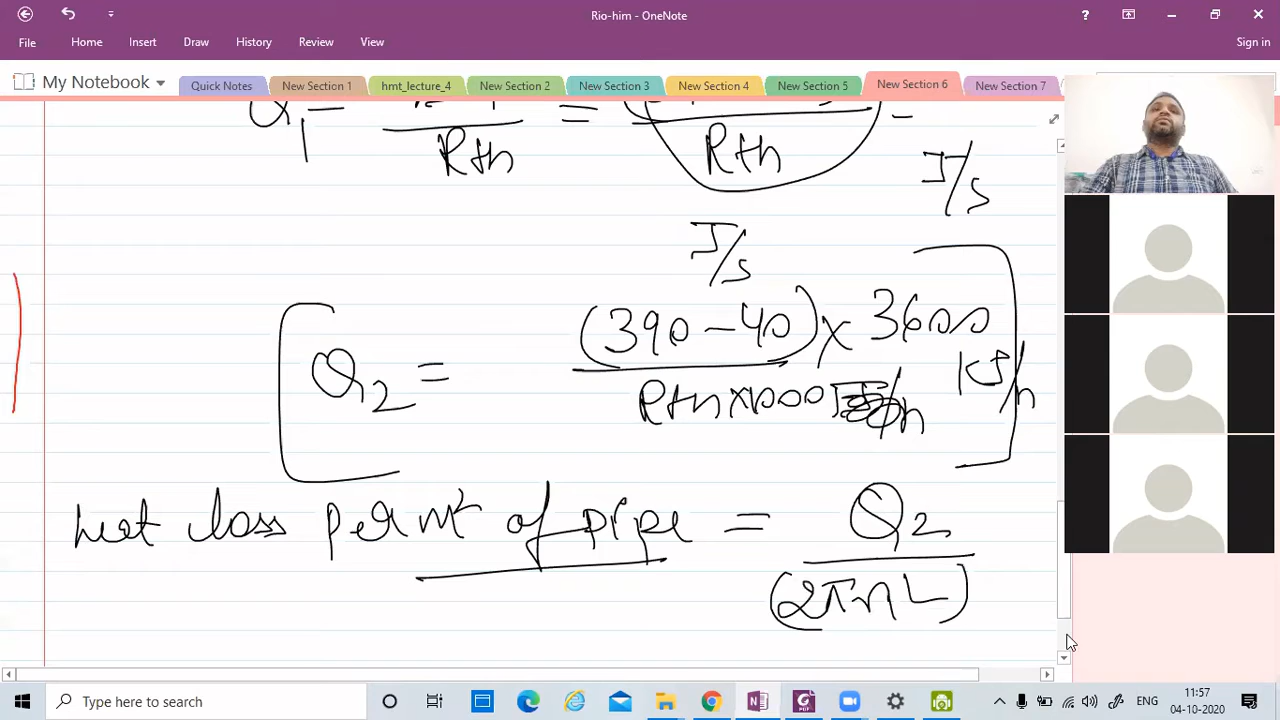 Rio-him - OneNote
File Home Insert Draw History Review View Sign in
My Notebook Quick Notes New Section 1 hmt_lecture_4 New Section 2 New Section 3 New Section 4 New Section 5 New Section 6 New Section 7
Q1 = / Rth = / Rth =
J/s
J/s
Q2 = (390 - 40) × 3600 / Rth × 1000 KJ/h
heat loss per m² of pipe = Q2 / (2πrL)
Type here to search
ENG
1:57
04-10-2020